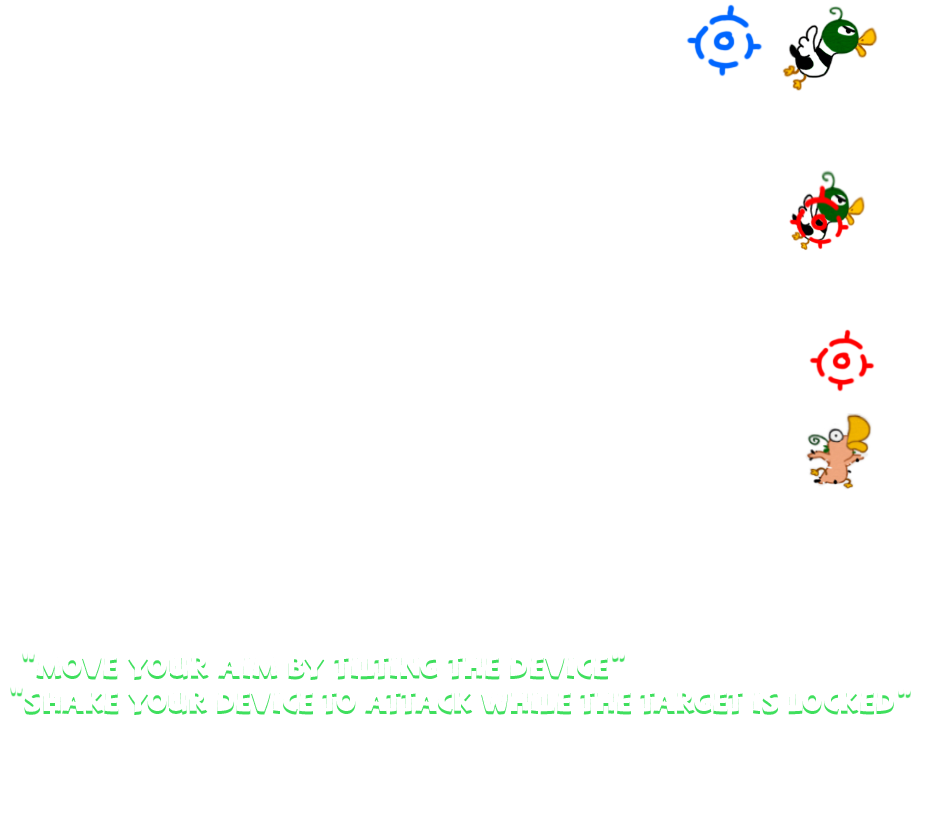 "MOVE YOUR AIM BY TILTING THE DEVICE"
"SHAKE YOUR DEVICE TO ATTACK WHILE THE TARGET IS LOCKED"